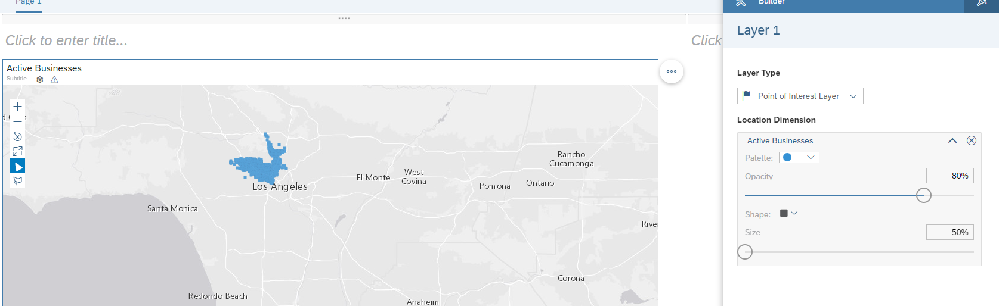 Page 1
Builder
Click to enter title...
Click
Layer 1
Active Businesses
Subtitle
Layer Type
Point of Interest Layer
Location Dimension
Active Businesses
Palette:
Opacity
80%
Shape:
Size
50%
Rancho
Cucamonga
El Monte
West
Covina
Pomona
Ontario
Los Angeles
Santa Monica
Rive
Corona
Redondo Beach
Anaheim